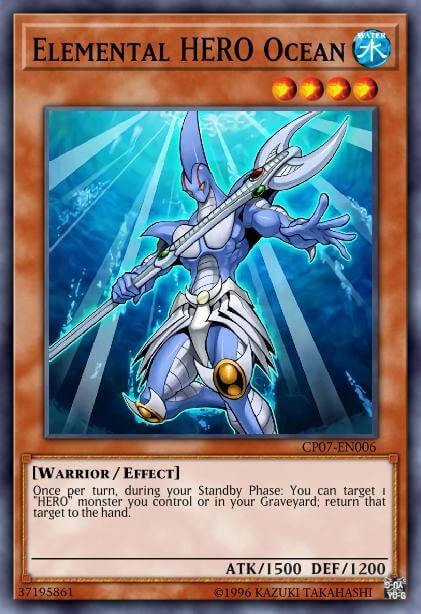 Elemental HERO Ocean
WATER
水
CP07-EN006
[Warrior / Effect]
Once per turn, during your Standby Phase: You can target 1
"HERO" monster you control or in your Graveyard; return that
target to the hand.
ATK/1500 DEF/1200
37195861
©1996 KAZUKI TAKAHASHI